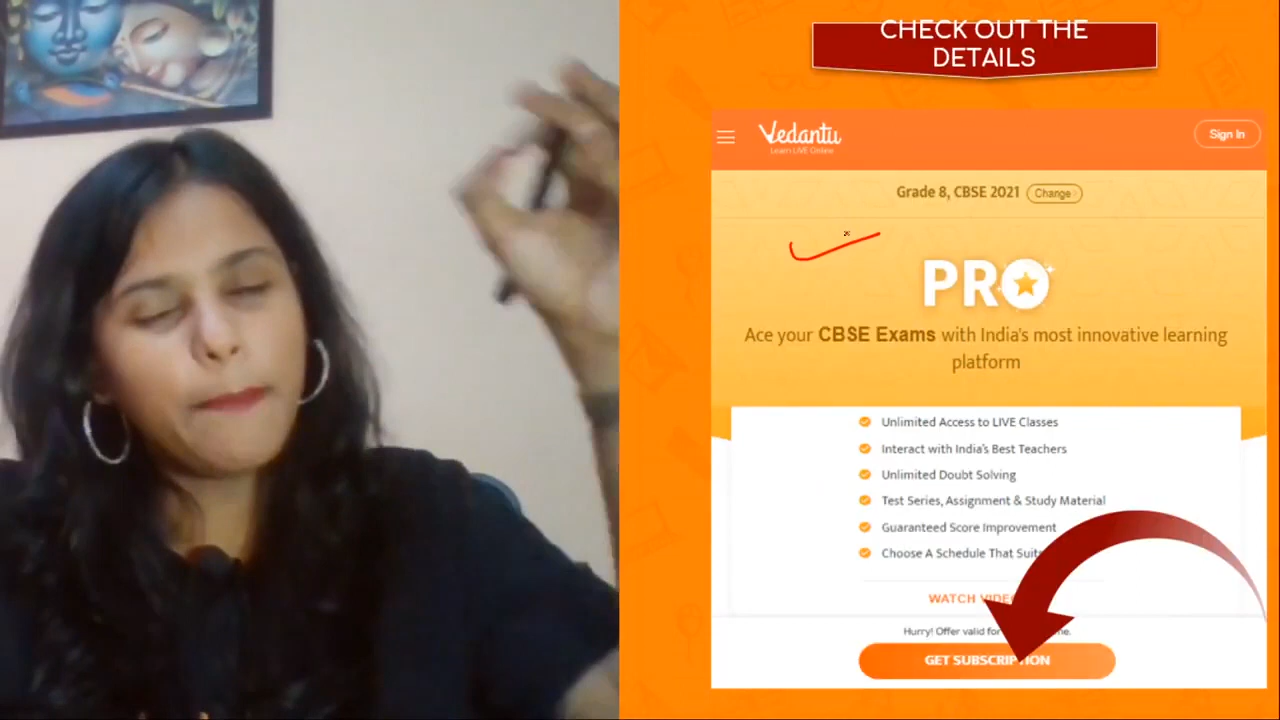 CHECK OUT THE
DETAILS
Vedantu
Learn LIVE Online
Sign In
Grade 8, CBSE 2021
Change
PRO
Ace your CBSE Exams with India's most innovative learning
platform
Unlimited Access to LIVE Classes
Interact with India's Best Teachers
Unlimited Doubt Solving
Test Series, Assignment & Study Material
Guaranteed Score Improvement
Choose A Schedule That
WATCH
Hurry! Offer valid for
GET SUBSCRIPTION